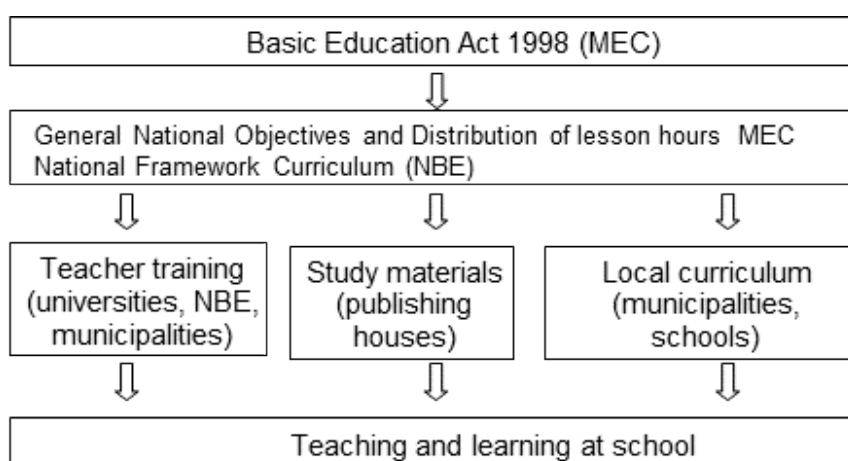 Basic Education Act 1998 (MEC)
General National Objectives and Distribution of lesson hours MEC
National Framework Curriculum (NBE)
Teacher training
(universities, NBE,
municipalities)
Study materials
(publishing
houses)
Local curriculum
(municipalities,
schools)
Teaching and learning at school